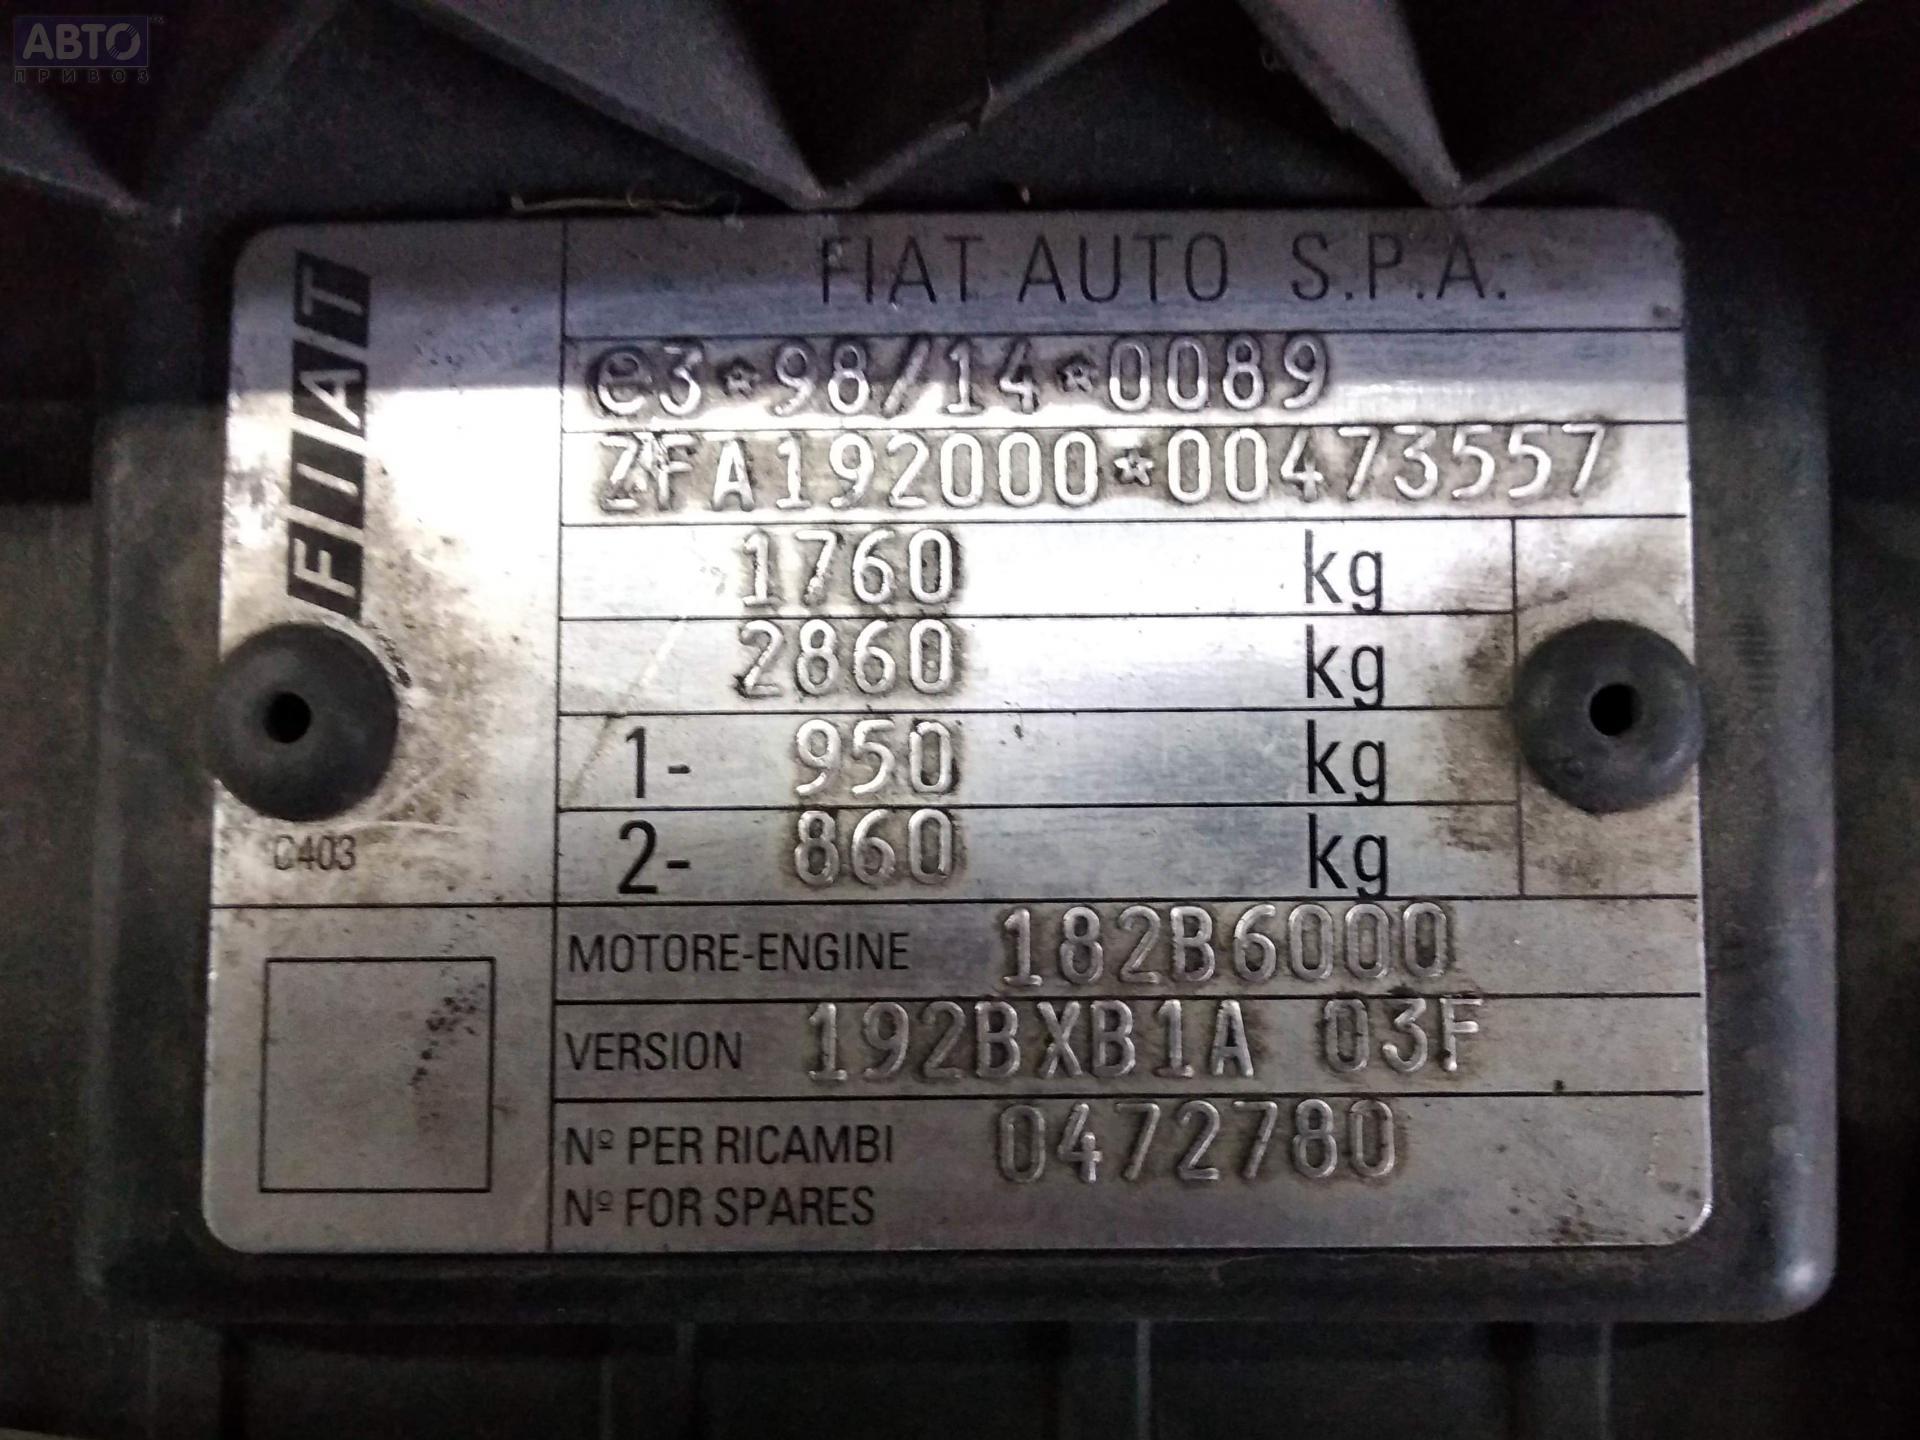 АВТО
ПРИВОЗ
FIAT
FIAT AUTO S.P.A.
e3*98/14*0089
ZFA192000*00473557
1760 kg
2860 kg
1- 950 kg
2- 860 kg
C403
MOTORE-ENGINE 182B6000
VERSION 192BXB1A 03F
Nº PER RICAMBI 0472780
Nº FOR SPARES